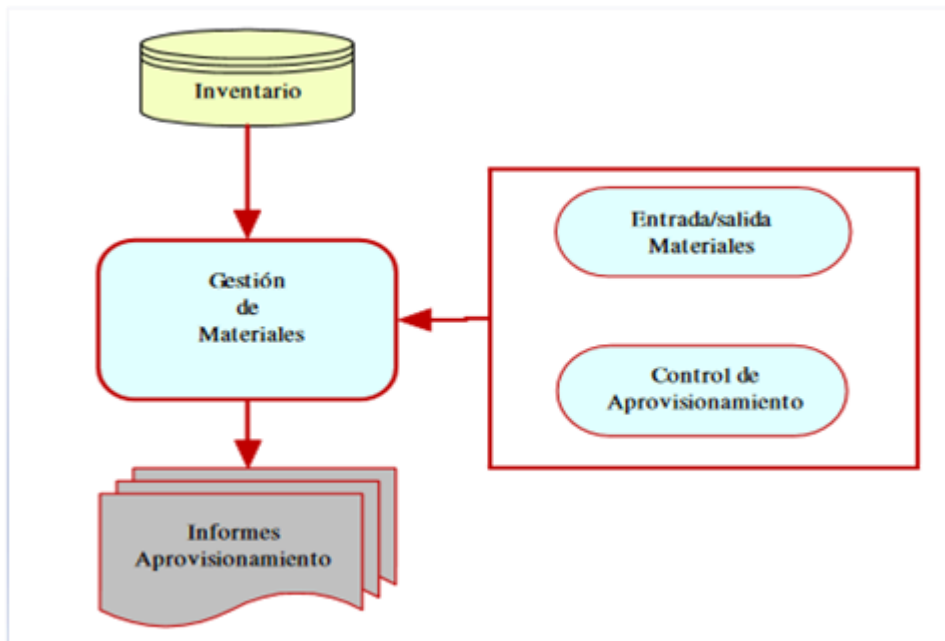 Inventario
Entrada/salida
Materiales
Gestión
de
Materiales
Control de
Aprovisionamiento
Informes
Aprovisionamiento